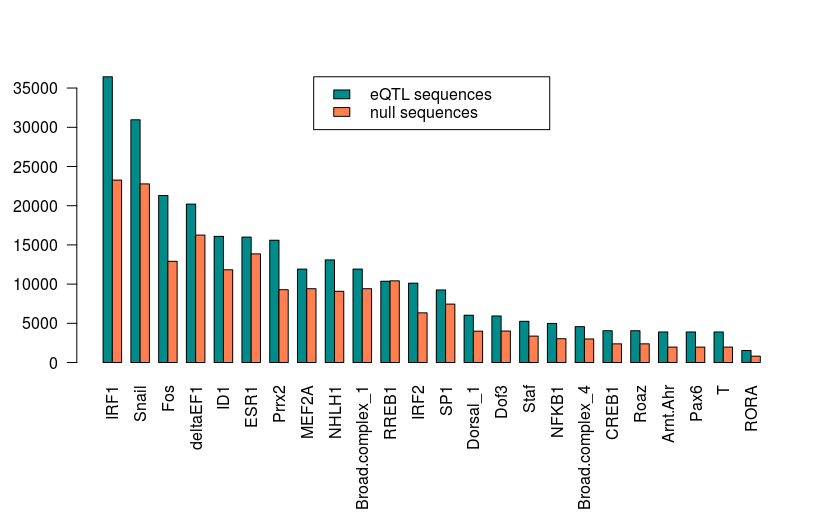 eQTL sequences
null sequences
35000
30000
25000
20000
15000
10000
5000
0
IRF1
Snail
Fos
deltaEF1
ID1
ESR1
Prrx2
MEF2A
NHLH1
Broad.complex_1
RREB1
IRF2
SP1
Dorsal_1
Dof3
Staf
NFKB1
Broad.complex_4
CREB1
Roaz
Arnt.Ahr
Pax6
T
RORA